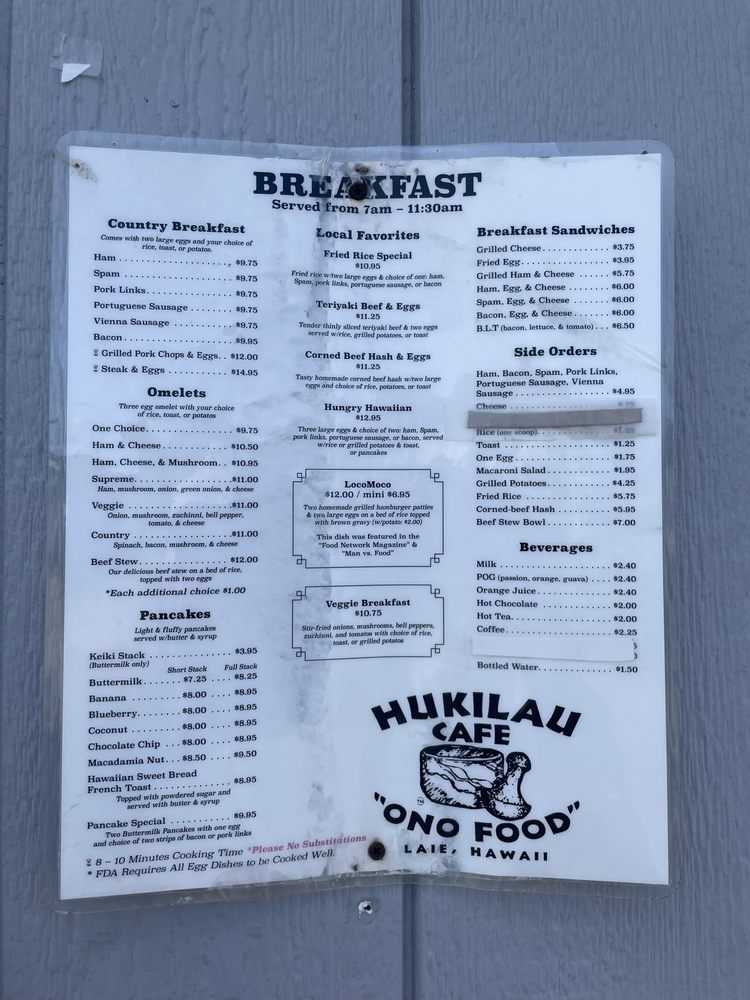 BREAKFAST
Served from 7am – 11:30am
Country Breakfast
Comes with two large eggs and your choice of
rice, toast, or potatoes.
Ham $9.75
Spam $9.75
Pork Links $9.75
Portuguese Sausage $9.75
Vienna Sausage $9.75
Bacon $9.95
Grilled Pork Chops & Eggs $12.00
Steak & Eggs $14.95
Omelets
Three egg omelet with your choice
of rice, toast, or potatoes
One Choice $9.75
Ham & Cheese $10.50
Ham, Cheese, & Mushroom $10.95
Supreme $11.00
Ham, mushroom, onion, green onion, & cheese
Veggie $11.00
Onion, mushroom, zuchinni, bell pepper,
tomato, & cheese
Country $11.00
Spinach, bacon, mushroom, & cheese
Beef Stew $12.00
Our delicious beef stew on a bed of rice,
topped with two eggs
*Each additional choice $1.00
Pancakes
Light & fluffy pancakes
served w/butter & syrup
Keiki Stack $3.95
(Buttermilk only)
Short Stack Full Stack
Buttermilk $7.25 $8.25
Banana $8.00 $8.95
Blueberry $8.00 $8.95
Coconut $8.00 $8.95
Chocolate Chip $8.00 $8.95
Macadamia Nut $8.50 $9.50
Hawaiian Sweet Bread
French Toast $8.95
Topped with powdered sugar and
served with butter & syrup
Pancake Special $9.95
Two Buttermilk Pancakes with one egg
and choice of two strips of bacon or pork links
8 – 10 Minutes Cooking Time *Please No Substitutions
* FDA Requires All Egg Dishes to be Cooked Well.
Local Favorites
Fried Rice Special
$10.95
Fried rice w/two large eggs & choice of one: ham,
Spam, pork links, portuguese sausage, or bacon
Teriyaki Beef & Eggs
$11.25
Tender thinly sliced teriyaki beef & two eggs
served w/rice, grilled potatoes, or toast
Corned Beef Hash & Eggs
$11.25
Tasty homemade corned beef hash w/two large
eggs and choice of rice, potatoes, or toast
Hungry Hawaiian
$12.95
Three large eggs & choice of two: ham, Spam,
pork links, portuguese sausage, or bacon, served
w/rice or grilled potatoes & toast,
or pancakes
LocoMoco
$12.00 / mini $6.95
Two homemade grilled hamburger patties
& two large eggs on a bed of rice topped
with brown gravy (w/potato: $2.00)
This dish was featured in the
"Food Network Magazine" &
"Man vs. Food"
Veggie Breakfast
$10.75
Stir-fried onions, mushrooms, bell peppers,
zuchinni, and tomatos with choice of rice,
toast, or grilled potatos
Breakfast Sandwiches
Grilled Cheese $3.75
Fried Egg $3.95
Grilled Ham & Cheese $5.75
Ham, Egg, & Cheese $6.00
Spam, Egg, & Cheese $6.00
Bacon, Egg, & Cheese $6.00
B.L.T (bacon, lettuce, & tomato) $6.50
Side Orders
Ham, Bacon, Spam, Pork Links,
Portuguese Sausage, Vienna
Sausage $4.95
Cheese
Rice (one scoop)
Toast $1.25
One Egg $1.75
Macaroni Salad $1.95
Grilled Potatoes $4.25
Fried Rice $5.75
Corned-beef Hash $5.95
Beef Stew Bowl $7.00
Beverages
Milk $2.40
POG (passion, orange, guava) $2.40
Orange Juice $2.40
Hot Chocolate $2.00
Hot Tea $2.00
Coffee $2.25
Bottled Water $1.50
HUKILAU
CAFE
"ONO FOOD"
LAIE, HAWAII